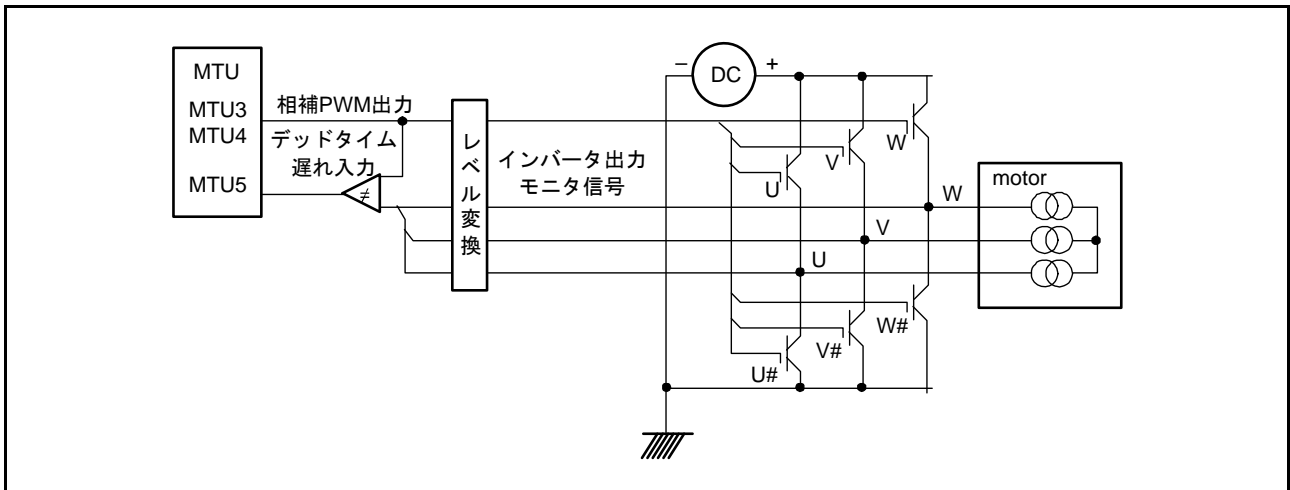 MTU
MTU3
MTU4
MTU5
相補PWM出力
デッドタイム
遅れ入力
≠
レベル変換
インバータ出力
モニタ信号
−
DC
+
W
V
U
W
V
U
W#
V#
U#
motor